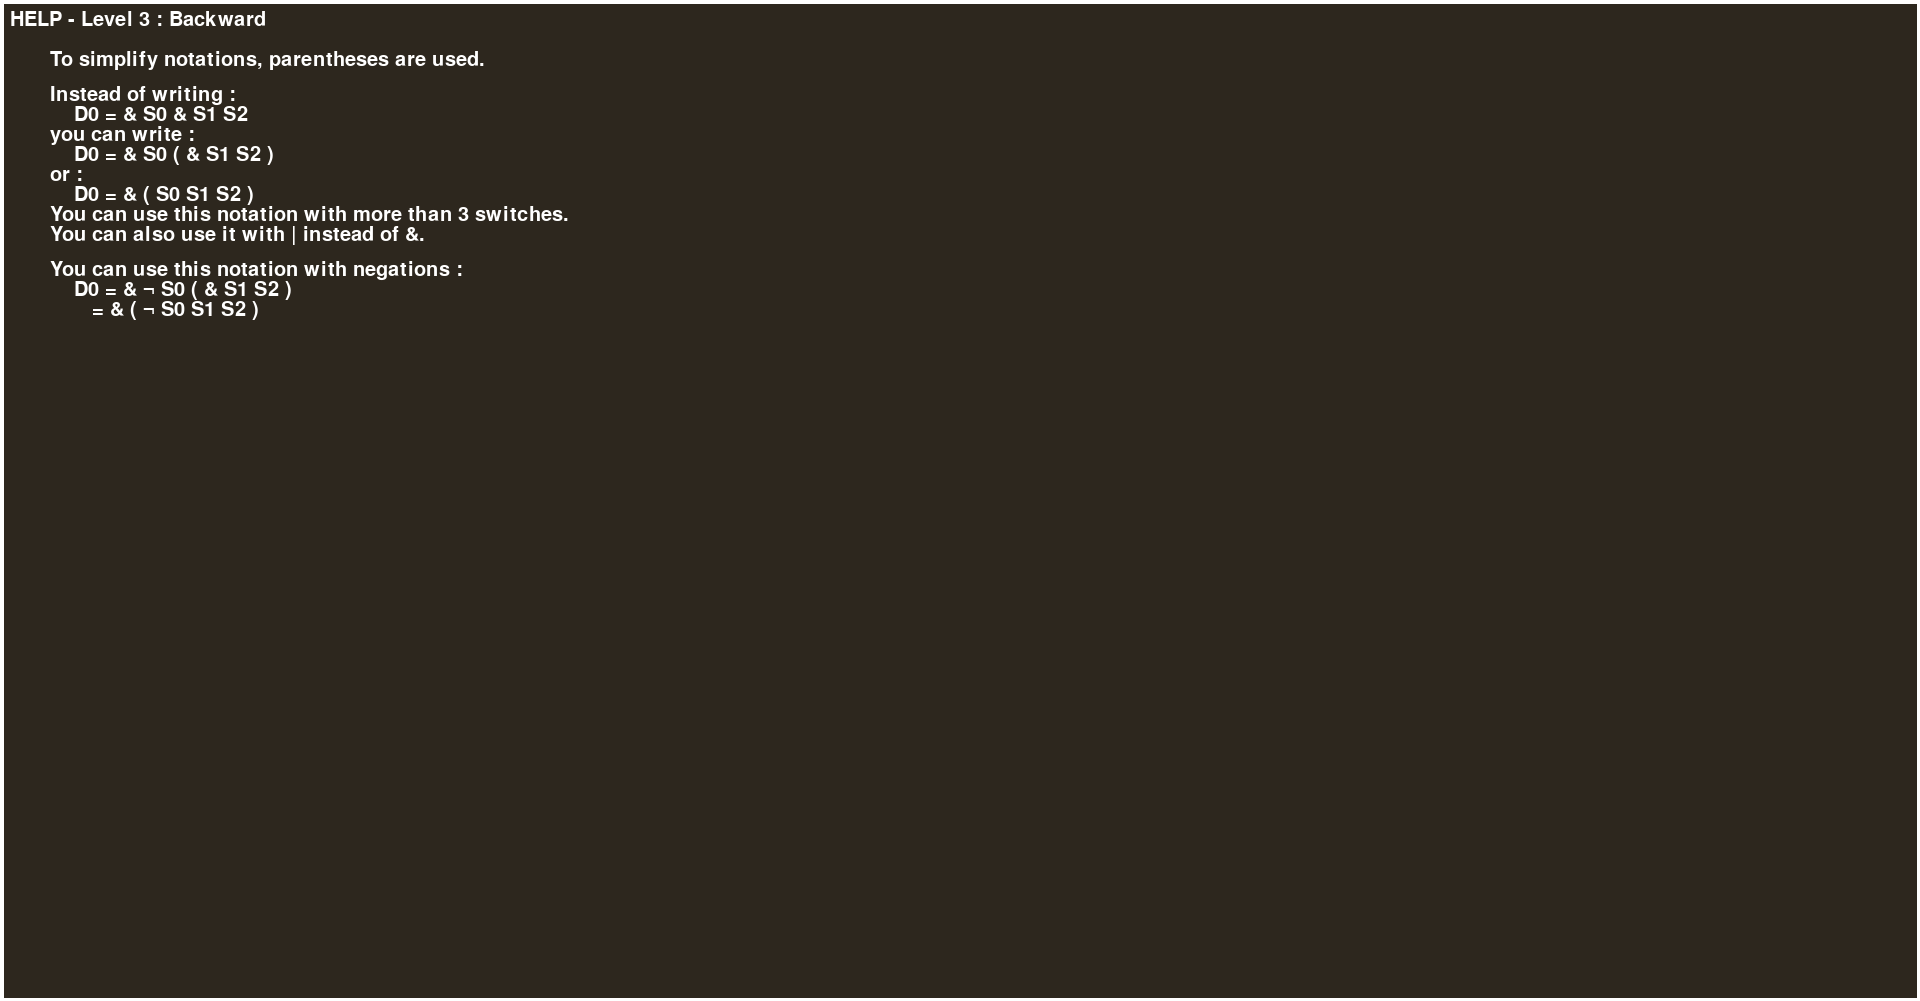 HELP - Level 3 : Backward
To simplify notations, parentheses are used.
Instead of writing :
D0 = & S0 & S1 S2
you can write :
D0 = & S0 ( & S1 S2 )
or :
D0 = & ( S0 S1 S2 )
You can use this notation with more than 3 switches.
You can also use it with | instead of &.
You can use this notation with negations :
D0 = & ¬ S0 ( & S1 S2 )
= & ( ¬ S0 S1 S2 )